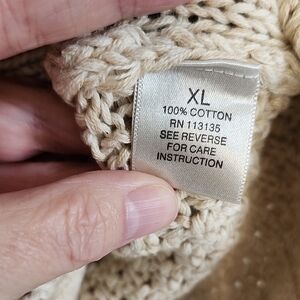 XL
100% COTTON
RN 113135
SEE REVERSE
FOR CARE
INSTRUCTION